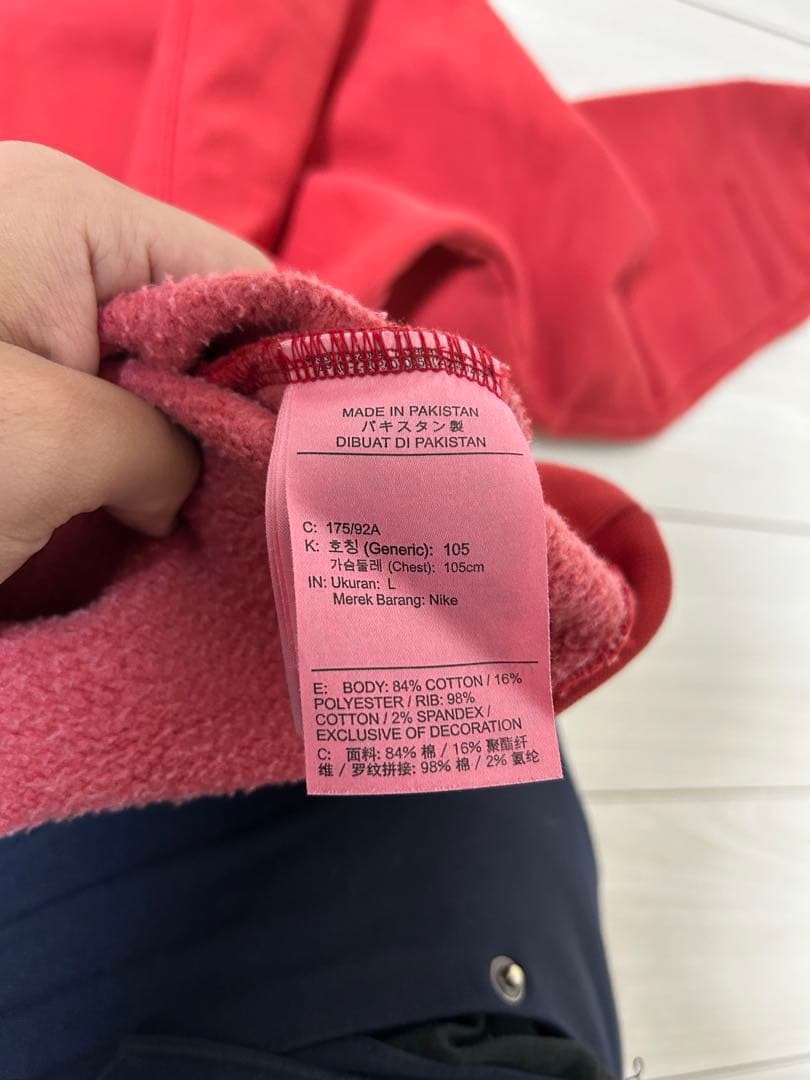 MADE IN PAKISTAN
パキスタン製
DIBUAT DI PAKISTAN
C: 175/92A
K: 호칭 (Generic): 105
가슴둘레 (Chest): 105cm
IN: Ukuran: L
Merek Barang: Nike
E: BODY: 84% COTTON / 16%
POLYESTER / RIB: 98%
COTTON / 2% SPANDEX /
EXCLUSIVE OF DECORATION
C: 面料: 84% 棉 / 16% 聚酯纤
维 / 罗纹拼接: 98% 棉 / 2% 氨纶